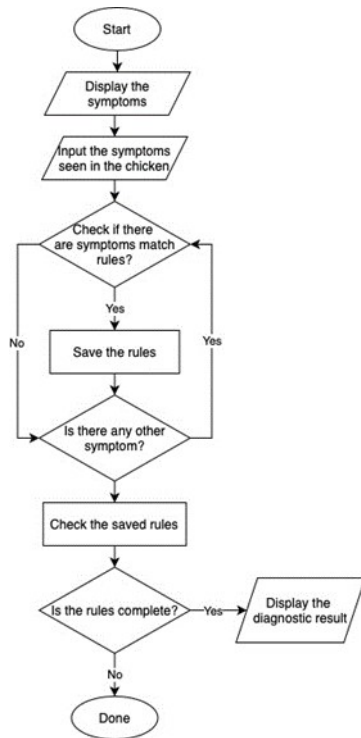 Start
Display the
symptoms
Input the symptoms
seen in the chicken
Check if there
are symptoms match
rules?
No
Yes
Yes
Save the rules
Is there any other
symptom?
Check the saved rules
Is the rules complete?
Yes
Display the
diagnostic result
No
Done